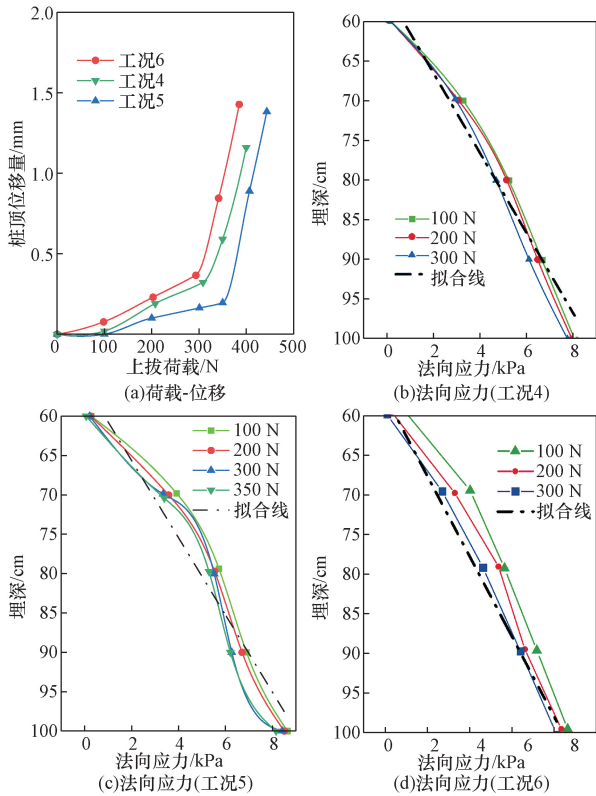 2.0
1.5
1.0
0.5
0
100
200
300
400
500
桩顶位移量/mm
工况6
工况4
工况5
上拔荷载/N
(a)荷载-位移
60
65
70
75
80
85
90
95
100
埋深/cm
100 N
200 N
300 N
拟合线
0
2
4
6
8
法向应力/kPa
(b)法向应力(工况4)
60
65
70
75
80
85
90
95
100
埋深/cm
100 N
200 N
300 N
350 N
拟合线
0
2
4
6
8
法向应力/kPa
(c)法向应力(工况5)
60
65
70
75
80
85
90
95
100
埋深/cm
100 N
200 N
300 N
拟合线
0
2
4
6
8
法向应力/kPa
(d)法向应力(工况6)